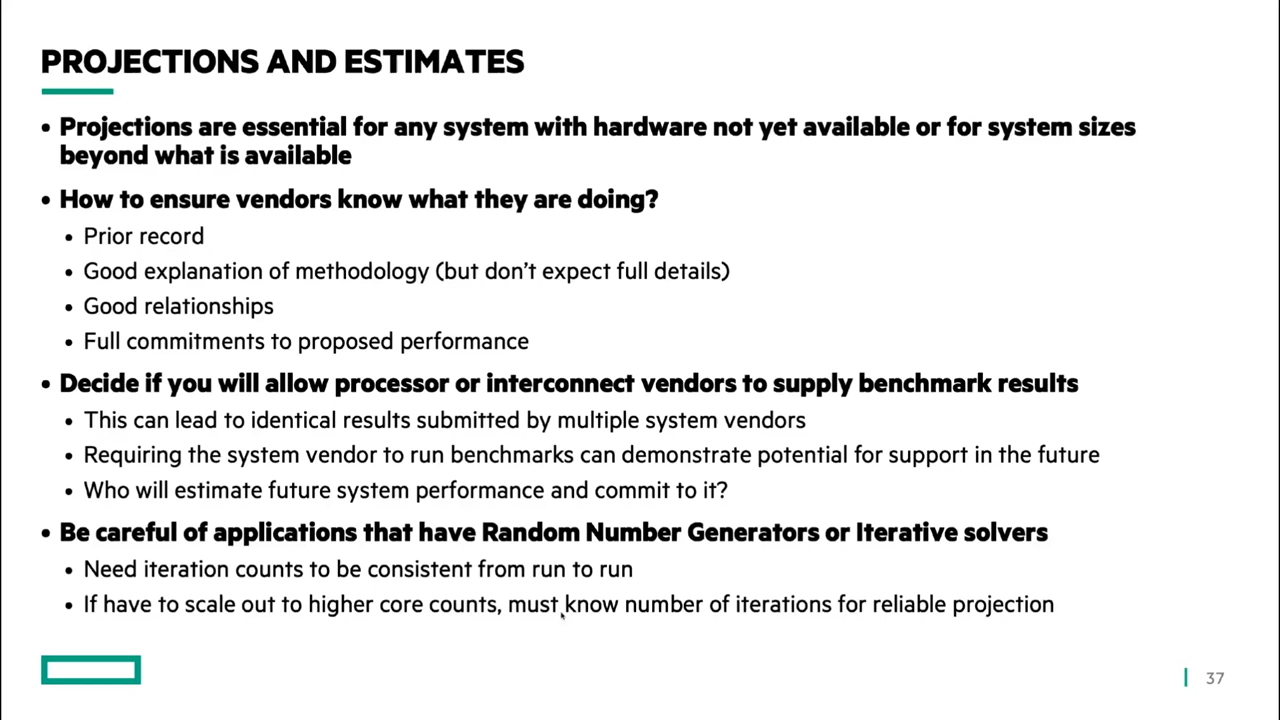 PROJECTIONS AND ESTIMATES
• Projections are essential for any system with hardware not yet available or for system sizes
beyond what is available
• How to ensure vendors know what they are doing?
• Prior record
• Good explanation of methodology (but don't expect full details)
• Good relationships
• Full commitments to proposed performance
• Decide if you will allow processor or interconnect vendors to supply benchmark results
• This can lead to identical results submitted by multiple system vendors
• Requiring the system vendor to run benchmarks can demonstrate potential for support in the future
• Who will estimate future system performance and commit to it?
• Be careful of applications that have Random Number Generators or Iterative solvers
• Need iteration counts to be consistent from run to run
• If have to scale out to higher core counts, must know number of iterations for reliable projection
37